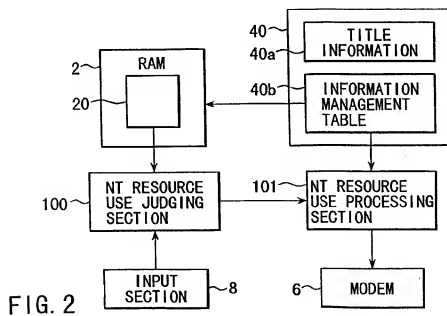 40
TITLE
INFORMATION
40a
2
RAM
20
40b
INFORMATION
MANAGEMENT
TABLE
100
NT RESOURCE
USE JUDGING
SECTION
101
NT RESOURCE
USE PROCESSING
SECTION
INPUT
SECTION
8
6
MODEM
FIG. 2